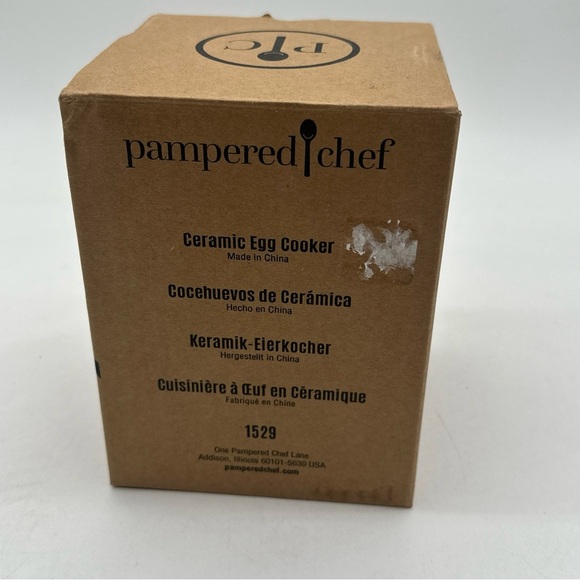 P C
pampered chef
Ceramic Egg Cooker
Made in China
Cocehuevos de Cerámica
Hecho en China
Keramik-Eierkocher
Hergestellt in China
Cuisinière à Œuf en Céramique
Fabriqué en Chine
1529
One Pampered Chef Lane
Addison, Illinois 60101-5630 USA
pamperedchef.com